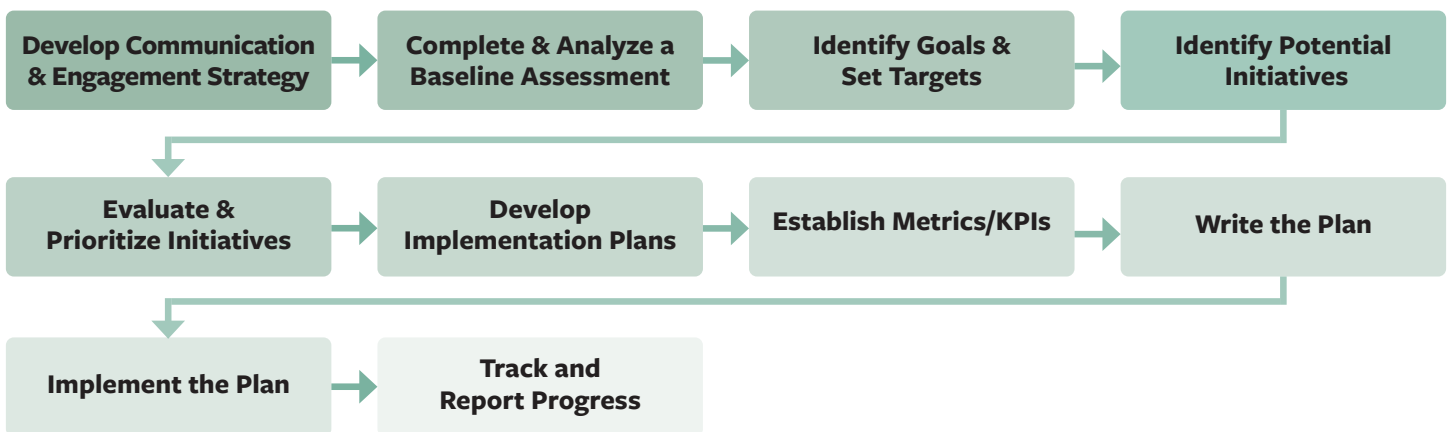 Develop Communication
& Engagement Strategy
Complete & Analyze a
Baseline Assessment
Identify Goals &
Set Targets
Identify Potential
Initiatives
Evaluate &
Prioritize Initiatives
Develop
Implementation Plans
Establish Metrics/KPIs
Write the Plan
Implement the Plan
Track and
Report Progress